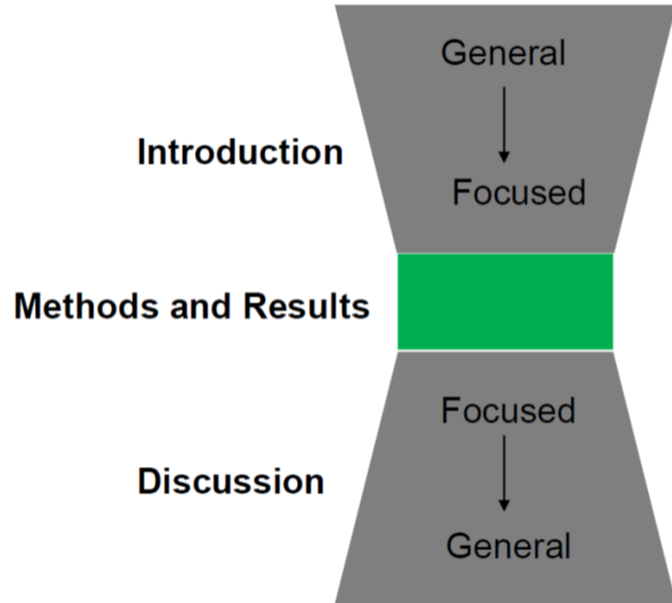 General
Introduction
Focused
Methods and Results
Focused
Discussion
General